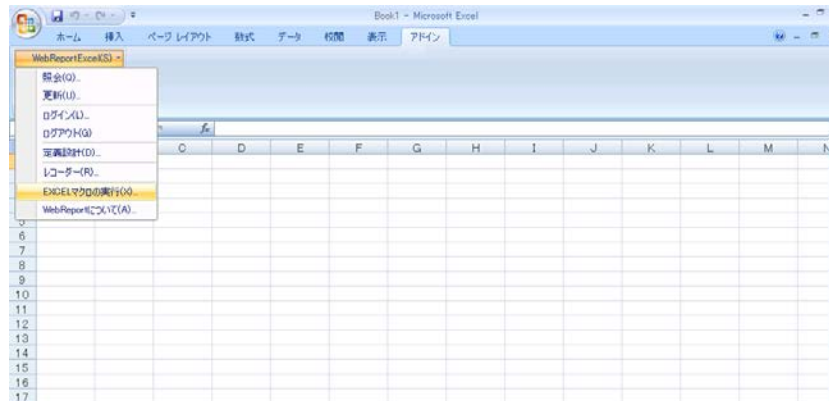 Book1 - Microsoft Excel
ホーム 挿入 ページ レイアウト 数式 データ 校閲 表示 アドイン
WebReportExcel(S)
照会(Q)...
更新(U)...
ログイン(L)...
ログアウト(G)
定義設計(D)...
レコーダー(R)...
EXCELマクロの実行(X)...
WebReportについて(A)...
fx
C D E F G H I J K L M N
5
6
7
8
9
10
11
12
13
14
15
16
17